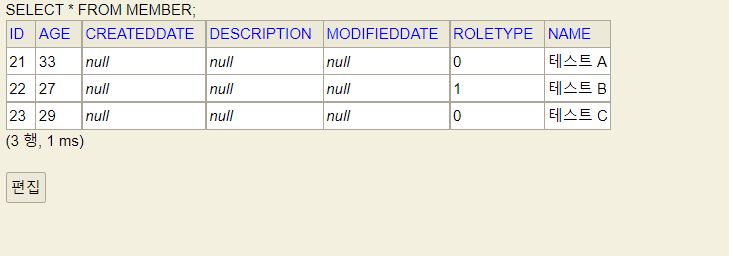 SELECT * FROM MEMBER;
ID AGE CREATEDDATE DESCRIPTION MODIFIEDDATE ROLETYPE NAME
21 33 null null null 0 테스트 A
22 27 null null null 1 테스트 B
23 29 null null null 0 테스트 C
(3 행, 1 ms)
편집